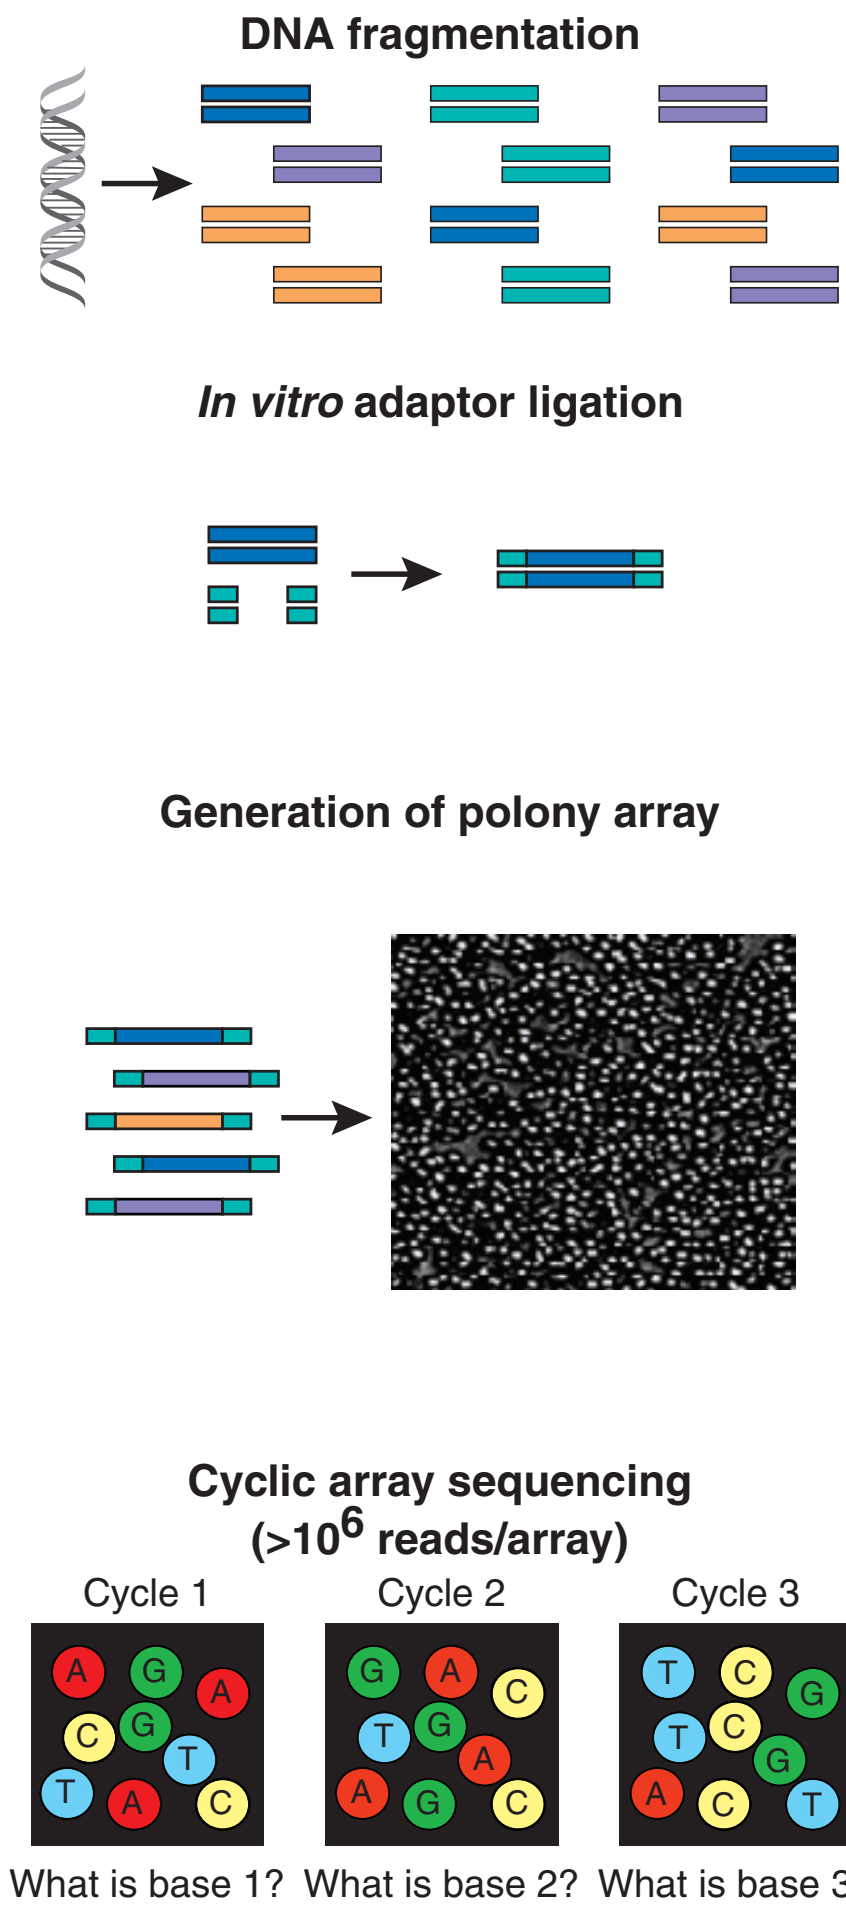 DNA fragmentation
In vitro adaptor ligation
Generation of polony array
Cyclic array sequencing
(>10⁶ reads/array)
Cycle 1 Cycle 2 Cycle 3
A G A G A C T C G
C G T T G A T C G
T A C A G C A C T
What is base 1? What is base 2? What is base 3